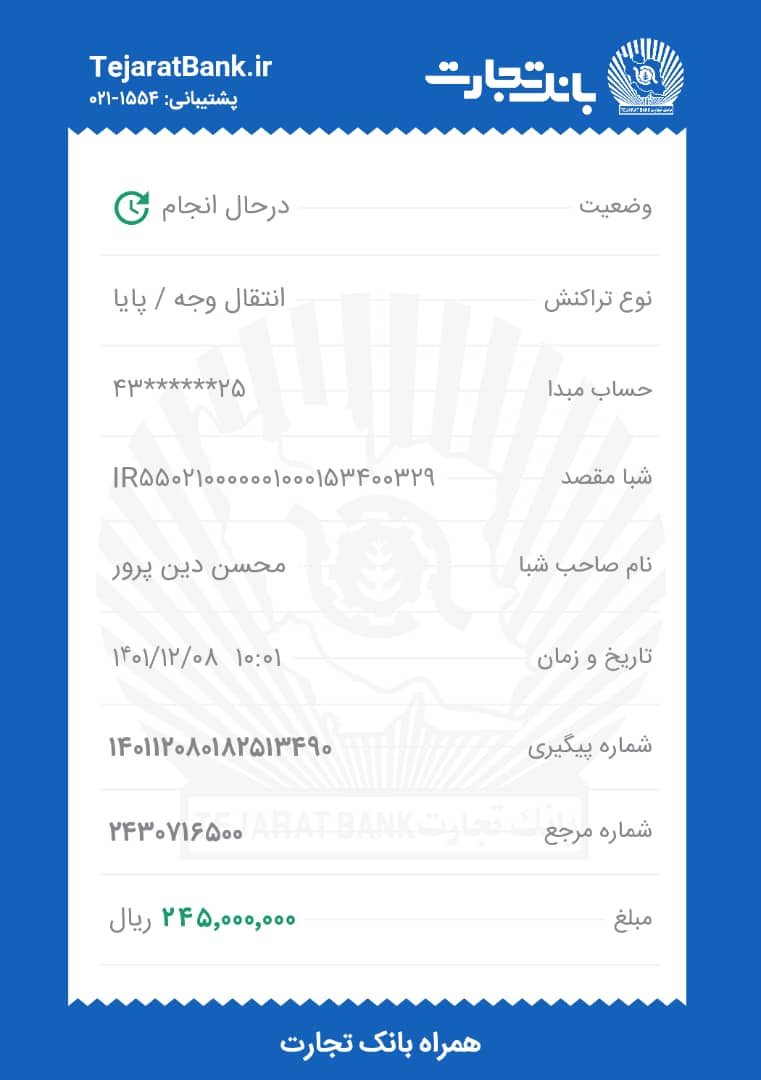 بانک تجارت
TejaratBank.ir
پشتیبانی: ۱۵۵۴-۰۲۱
وضعیت درحال انجام
نوع تراکنش انتقال وجه / پایا
حساب مبدا ۴۳******۲۵
شبا مقصد IR۵۵۰۲۱۰۰۰۰۰۰۱۰۰۰۱۵۳۴۰۰۳۲۹
نام صاحب شبا محسن دین پرور
تاریخ و زمان ۱۴۰۱/۱۲/۰۸ ۱۰:۰۱
شماره پیگیری ۱۴۰۱۱۲۰۸۰۱۸۲۵۱۳۴۹۰
TEJARAT BANK بانک تجارت
شماره مرجع ۲۴۳۰۷۱۶۵۰۰
مبلغ ۲۴۵,۰۰۰,۰۰۰ ریال
همراه بانک تجارت